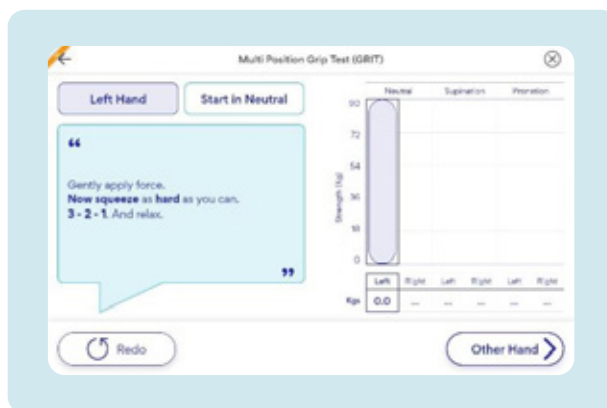 Multi Position Grip Test (GRIT)
Left Hand
Start in Neutral
“
Gently apply force.
Now squeeze as hard as you can.
3 - 2 - 1. And relax.
”
Neutral Supination Pronation
Strength (Kg)
90
72
54
36
18
0
Left Right Left Right Left Right
Kgs 0.0 -- -- -- -- --
Redo
Other Hand